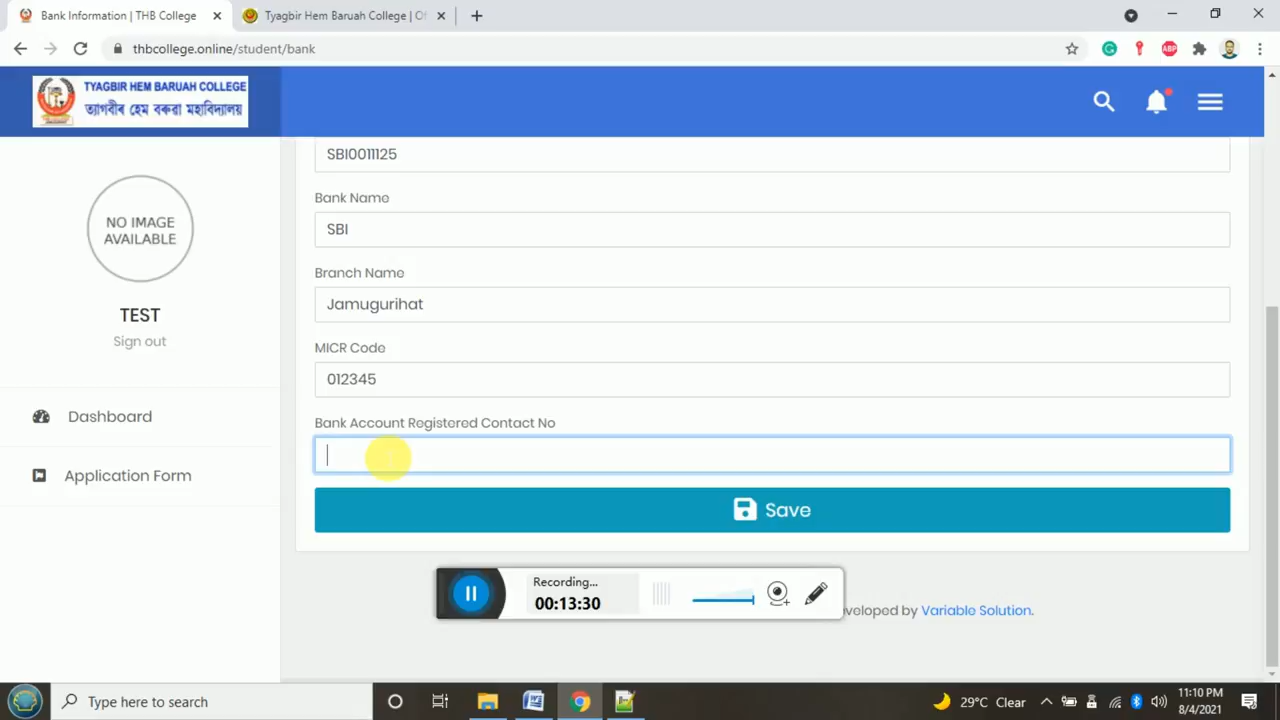 Bank Information | THB College
Tyagbir Hem Baruah College | Of
thbcollege.online/student/bank
ABP
TYAGBIR HEM BARUAH COLLEGE
ত্যাগবীৰ হেম বৰুৱা মহাবিদ্যালয়
SBI0011125
Bank Name
SBI
NO IMAGE
AVAILABLE
Branch Name
Jamugurihat
TEST
Sign out
MICR Code
012345
Dashboard
Bank Account Registered Contact No
Application Form
Save
Recording...
00:13:30
veloped by Variable Solution.
Type here to search
29°C Clear
11:10 PM
8/4/2021